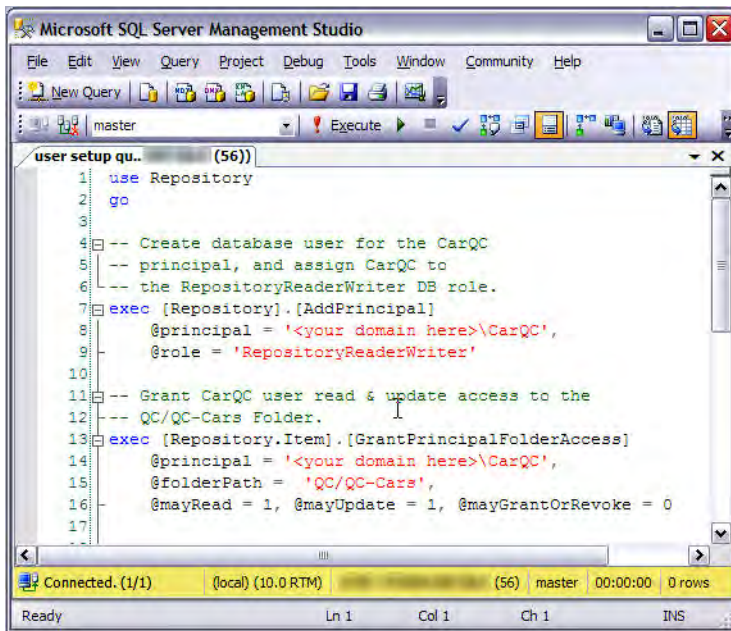 Microsoft SQL Server Management Studio
File Edit View Query Project Debug Tools Window Community Help
New Query
master Execute
user setup qu.. (56))
1 use Repository
2 go
3
4 -- Create database user for the CarQC
5 -- principal, and assign CarQC to
6 -- the RepositoryReaderWriter DB role.
7 exec [Repository].[AddPrincipal]
8 @principal = '<your domain here>\CarQC',
9 @role = 'RepositoryReaderWriter'
10
11 -- Grant CarQC user read & update access to the
12 -- QC/QC-Cars Folder.
13 exec [Repository.Item].[GrantPrincipalFolderAccess]
14 @principal = '<your domain here>\CarQC',
15 @folderPath = 'QC/QC-Cars',
16 @mayRead = 1, @mayUpdate = 1, @mayGrantOrRevoke = 0
17
Connected. (1/1) (local) (10.0 RTM) (56) master 00:00:00 0 rows
Ready Ln 1 Col 1 Ch 1 INS